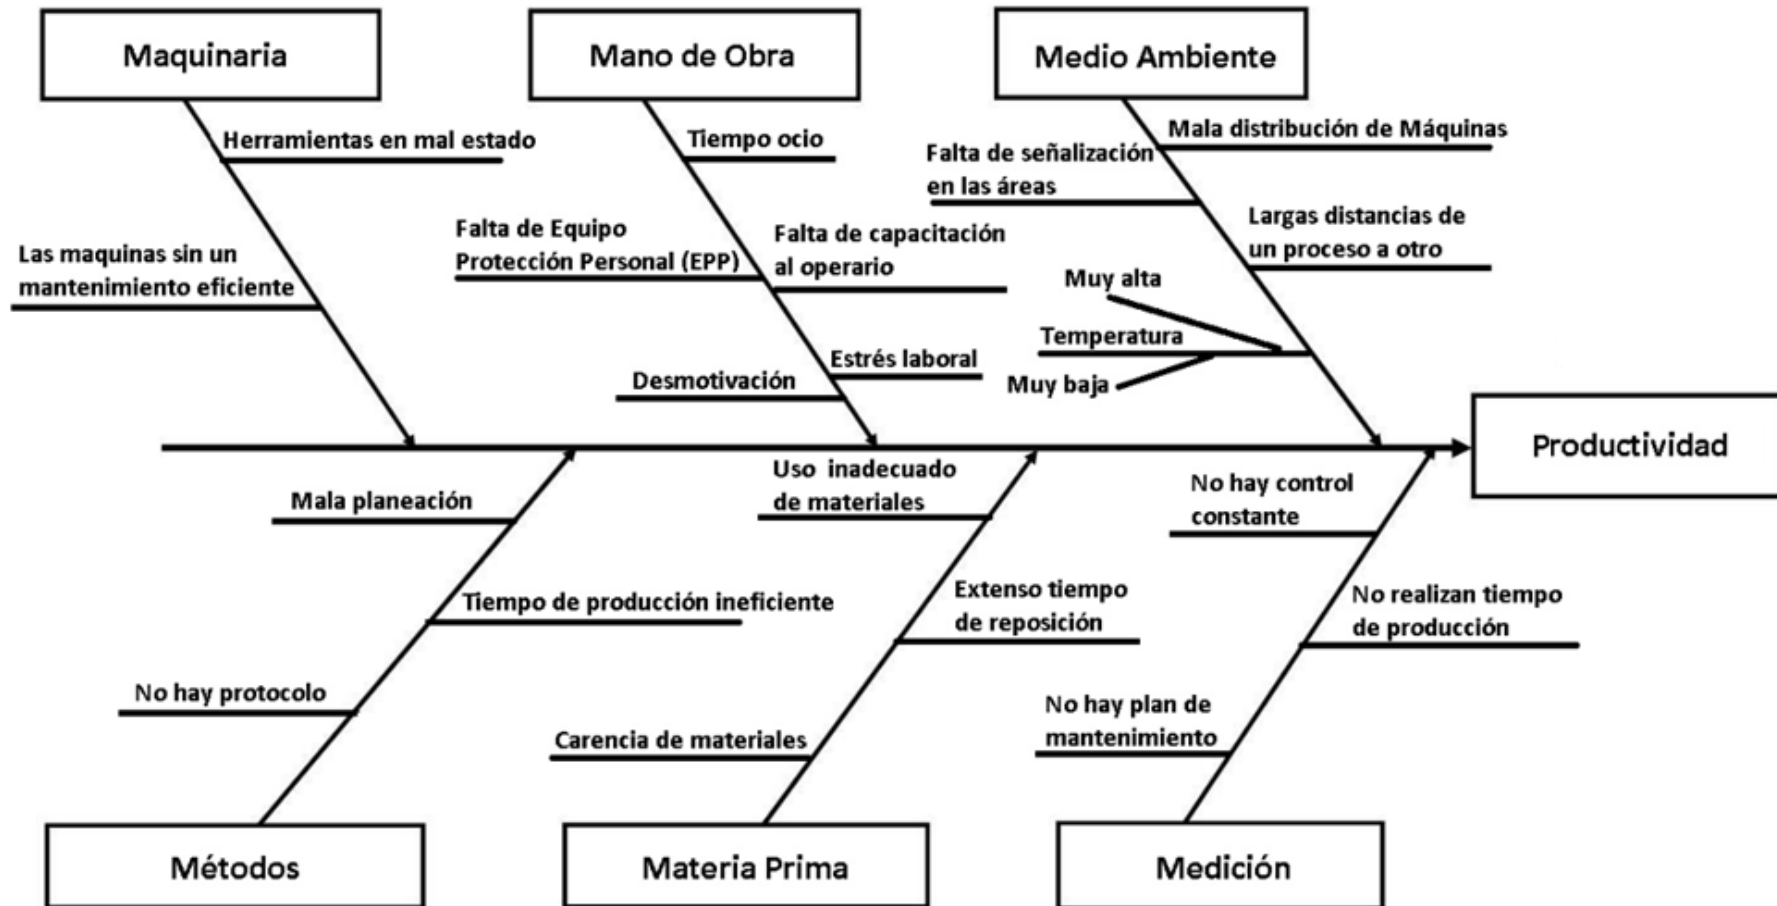 Maquinaria
Mano de Obra
Medio Ambiente
Herramientas en mal estado
Las maquinas sin un
mantenimiento eficiente
Tiempo ocio
Falta de Equipo
Protección Personal (EPP)
Falta de capacitación
al operario
Estrés laboral
Desmotivación
Mala distribución de Máquinas
Falta de señalización
en las áreas
Largas distancias de
un proceso a otro
Muy alta
Temperatura
Muy baja
Productividad
Mala planeación
Tiempo de producción ineficiente
No hay protocolo
Uso inadecuado
de materiales
Extenso tiempo
de reposición
Carencia de materiales
No hay control
constante
No realizan tiempo
de producción
No hay plan de
mantenimiento
Métodos
Materia Prima
Medición